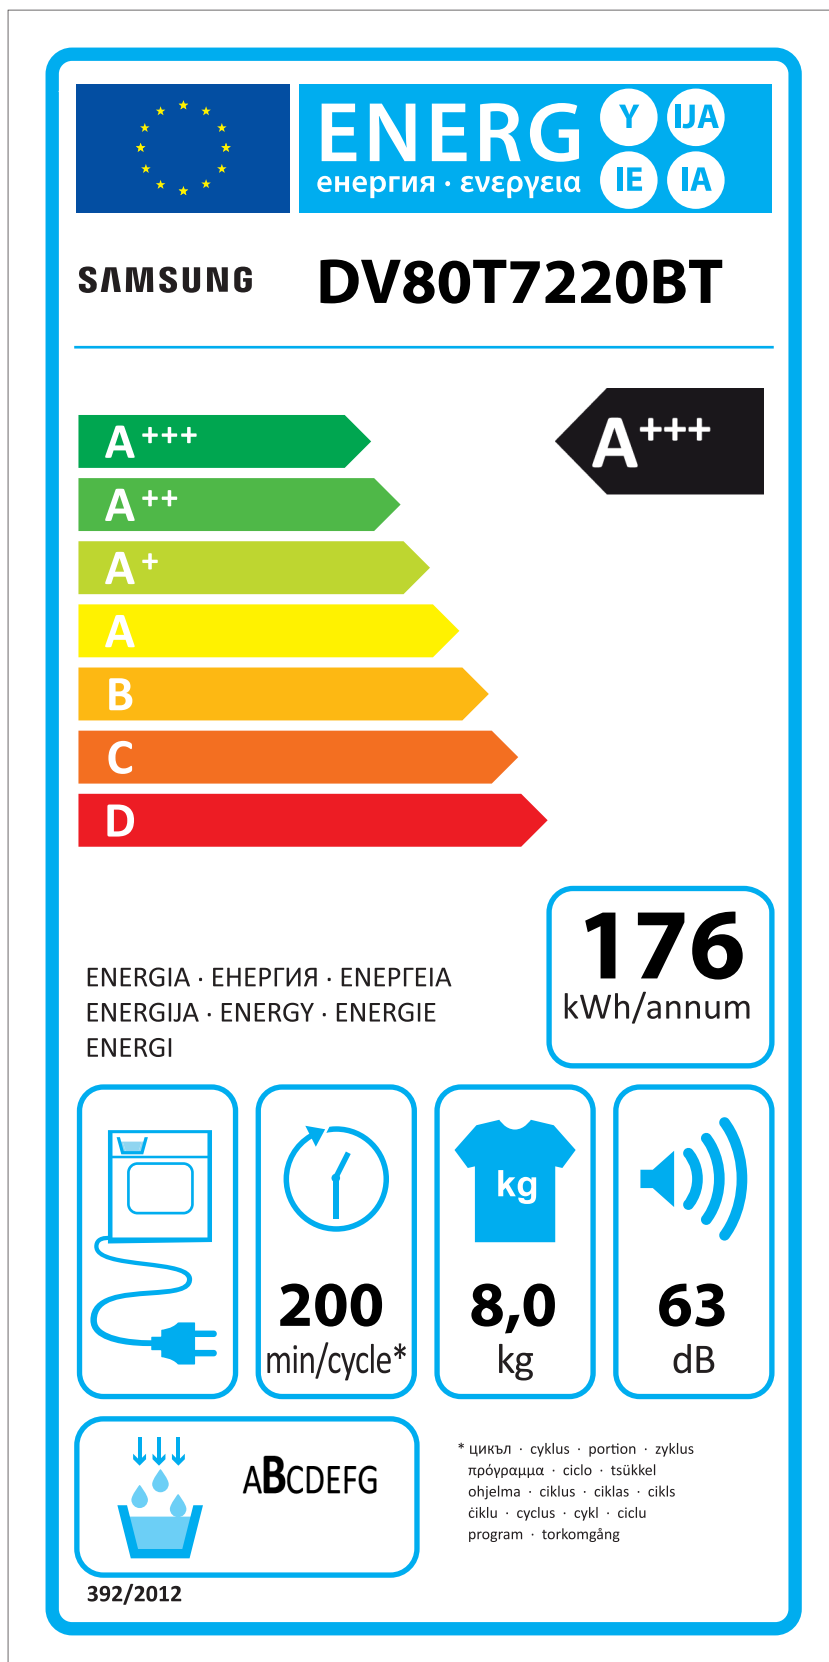 ENERG
енергия · ενεργεια
Y IJA
IE IA
SAMSUNG
DV80T7220BT
A+++
A+++
A++
A+
A
B
C
D
176
kWh/annum
ENERGIA · ЕНЕРГИЯ · ΕΝΕΡΓΕΙΑ
ENERGIJA · ENERGY · ENERGIE
ENERGI
kg
200
min/cycle*
8,0
kg
63
dB
ABCDEFG
* цикъл · cyklus · portion · zyklus
πρόγραμμα · ciclo · tsükkel
ohjelma · ciklus · ciklas · cikls
ċiklu · cyclus · cykl · ciclu
program · torkomgång
392/2012